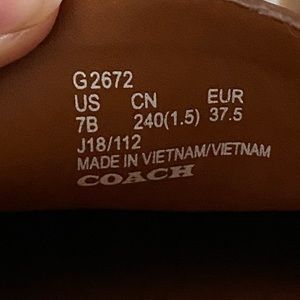 G2672
US CN EUR
7B 240(1.5) 37.5
J18/112
MADE IN VIETNAM/VIETNAM
COACH